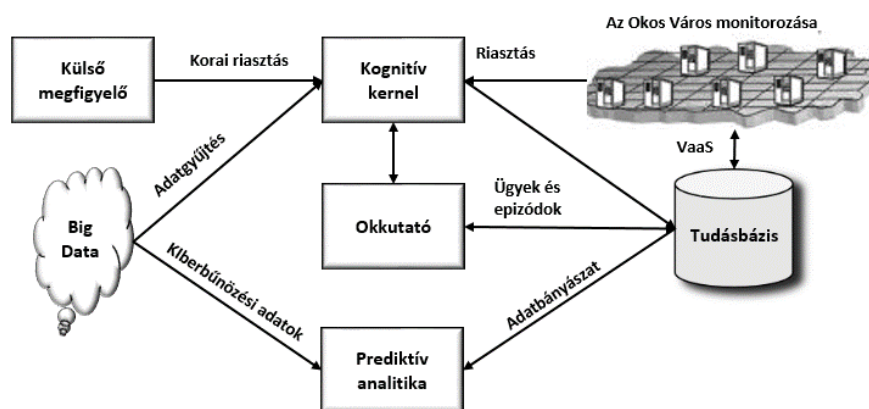 Az Okos Város monitorozása
Külső
megfigyelő
Korai riasztás
Kognitív
kernel
Riasztás
VaaS
Adatgyűjtés
Big
Data
Okkutató
Ügyek és
epizódok
Tudásbázis
KIberbűnözési adatok
Adatbányászat
Prediktív
analitika